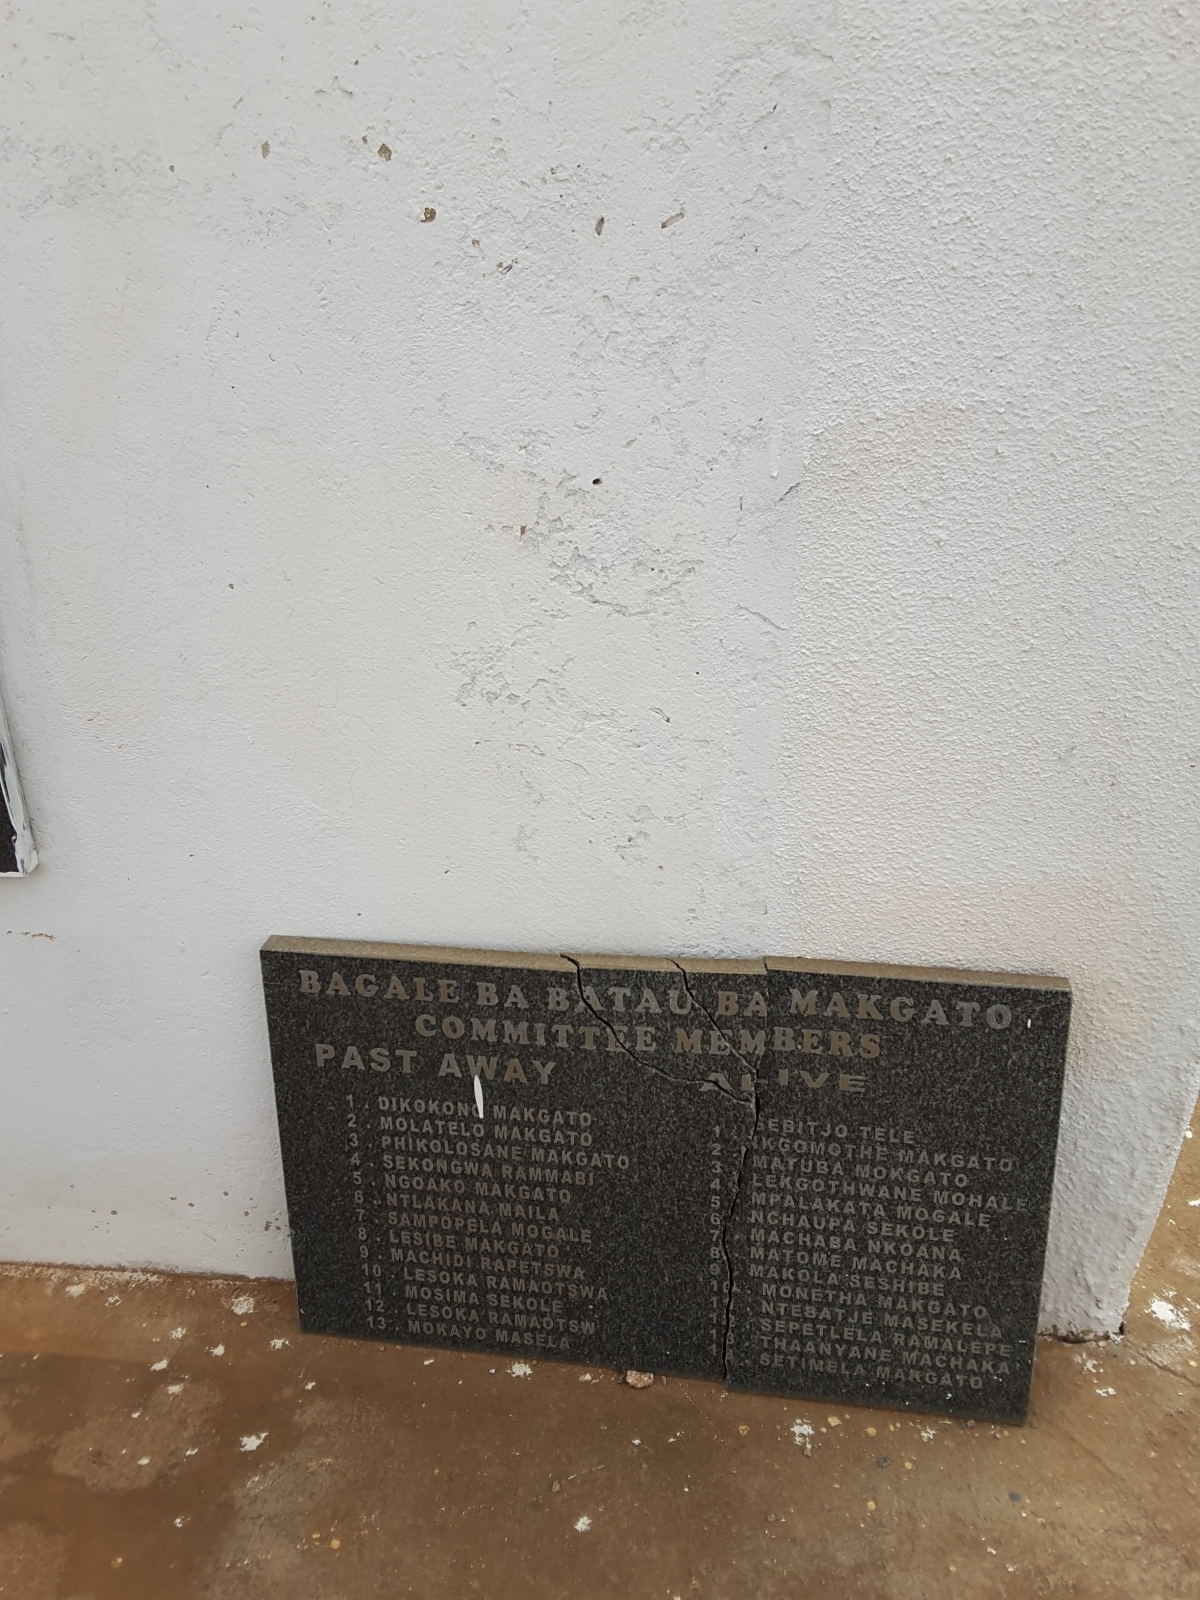 BAGALE BA BATAU BA MAKGATO
COMMITTEE MEMBERS
PAST AWAY
1 . DIKOKONG MAKGATO
2 . MOLATELO MAKGATO
3 . PHIKOLOSANE MAKGATO
4 . SEKONGWA RAMMABI
5 . NGOAKO MAKGATO
6 . NTLAKANA MAILA
7 . SAMPOPELA MOGALE
8 . LESIBE MAKGATO
9 . MACHIDI RAPETSWA
10 . LESOKA RAMAOTSWA
11 . MOSIMA SEKOLE
12 . LESOKA RAMAOTSW
13 . MOKAYO MASELA
ALIVE
1 . SEBITJO TELE
2 . MAKGATO
3 . MATUBA MOKGATO
4 . LEKGOTHWANE MOHALE
5 . MPALAKATA MOGALE
6 . NCHAUPA SEKOLE
7 . MACHABA NKOANA
8 . MATOME MACHAKA
9 . MAKOLA SESHIBE
10 . MONETHA MAKGATO
NTEBATJE MASEKELA
SEPETLELA RAMALEPE
THAANYANE MACHAKA
SETIMELA MAKGATO